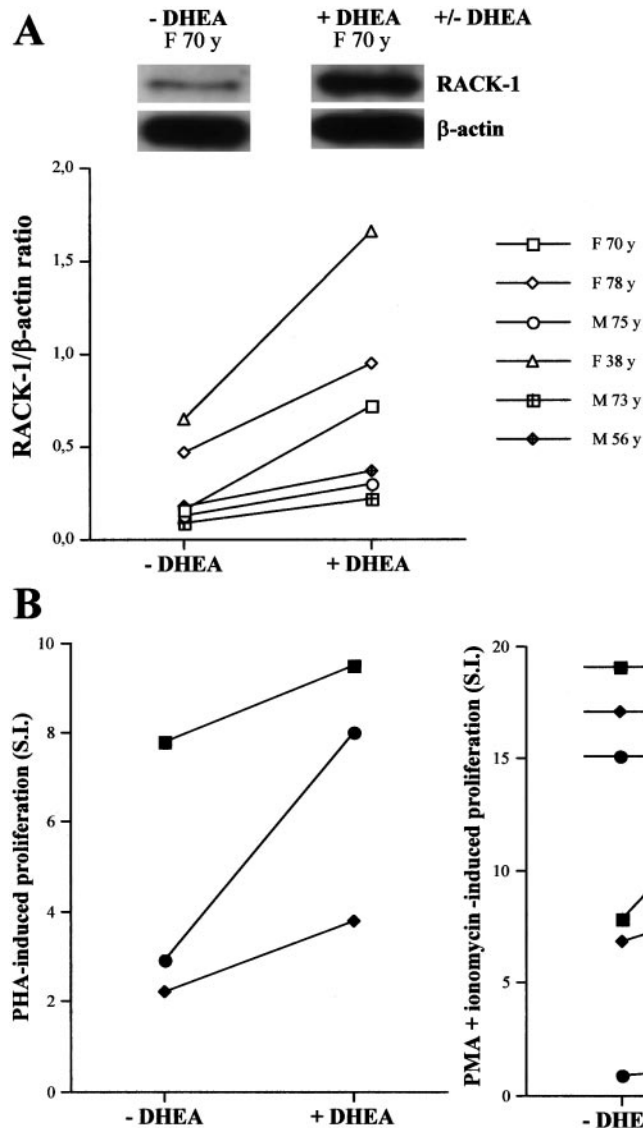 A
- DHEA + DHEA +/- DHEA
F 70 y F 70 y
RACK-1
β-actin
RACK-1/β-actin ratio
2,0
1,5
1,0
0,5
0,0
- DHEA + DHEA
F 70 y
F 78 y
M 75 y
F 38 y
M 73 y
M 56 y
B
PHA-induced proliferation (S.I.)
10
8
6
4
2
0
- DHEA + DHEA
PMA + ionomycin -induced proliferation (S.I.)
20
15
10
5
0
- DHE